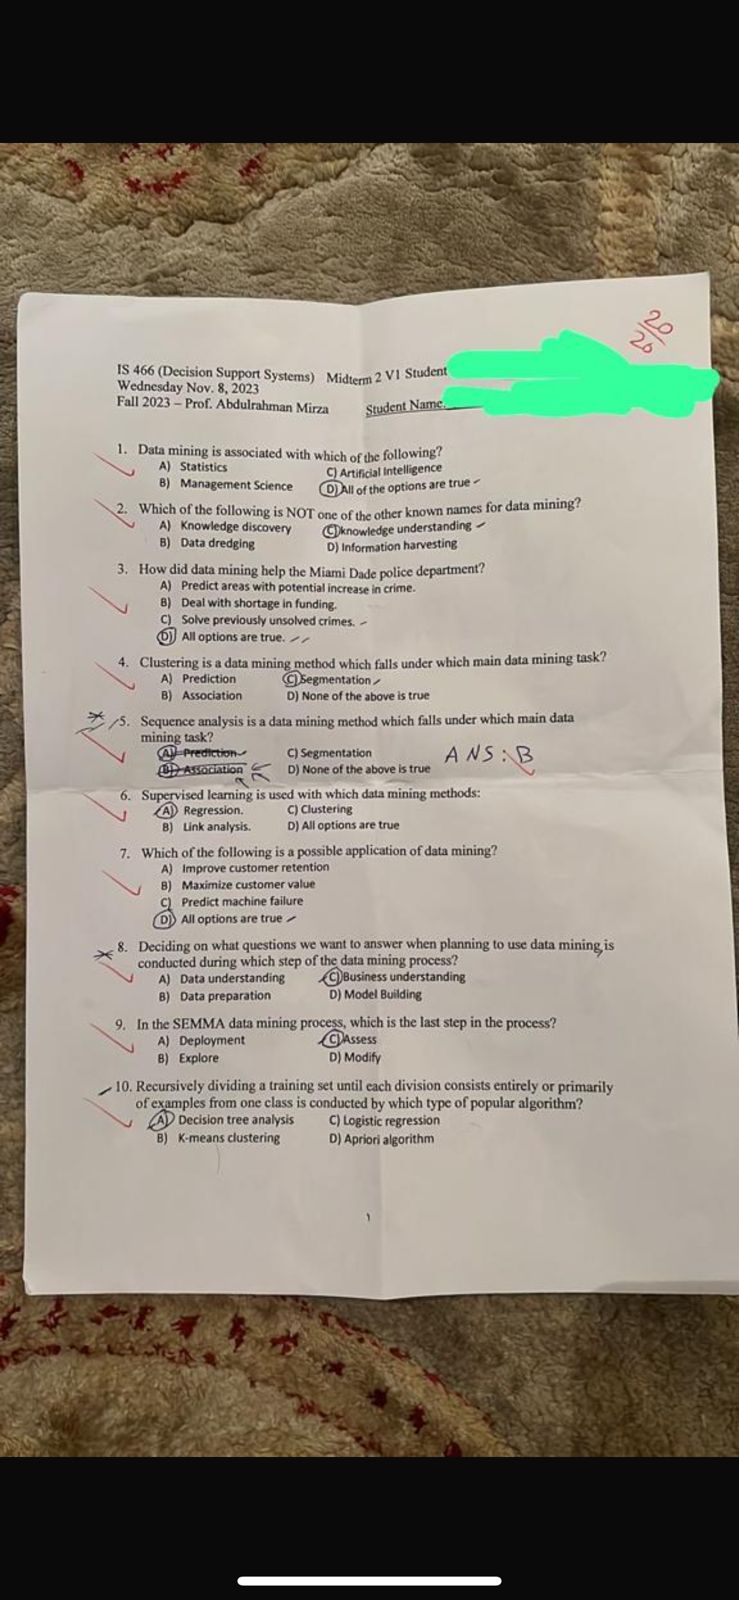 20
20
IS 466 (Decision Support Systems) Midterm 2 V1 Student
Wednesday Nov. 8, 2023
Fall 2023 – Prof. Abdulrahman Mirza Student Name:
1. Data mining is associated with which of the following?
A) Statistics C) Artificial Intelligence
B) Management Science D) All of the options are true
2. Which of the following is NOT one of the other known names for data mining?
A) Knowledge discovery C) knowledge understanding
B) Data dredging D) Information harvesting
3. How did data mining help the Miami Dade police department?
A) Predict areas with potential increase in crime.
B) Deal with shortage in funding.
C) Solve previously unsolved crimes.
D) All options are true.
4. Clustering is a data mining method which falls under which main data mining task?
A) Prediction C) Segmentation
B) Association D) None of the above is true
5. Sequence analysis is a data mining method which falls under which main data
mining task?
A) Prediction C) Segmentation ANS: B
B) Association D) None of the above is true
6. Supervised learning is used with which data mining methods:
A) Regression. C) Clustering
B) Link analysis. D) All options are true
7. Which of the following is a possible application of data mining?
A) Improve customer retention
B) Maximize customer value
C) Predict machine failure
D) All options are true
8. Deciding on what questions we want to answer when planning to use data mining, is
conducted during which step of the data mining process?
A) Data understanding C) Business understanding
B) Data preparation D) Model Building
9. In the SEMMA data mining process, which is the last step in the process?
A) Deployment C) Assess
B) Explore D) Modify
10. Recursively dividing a training set until each division consists entirely or primarily
of examples from one class is conducted by which type of popular algorithm?
A) Decision tree analysis C) Logistic regression
B) K-means clustering D) Apriori algorithm
١